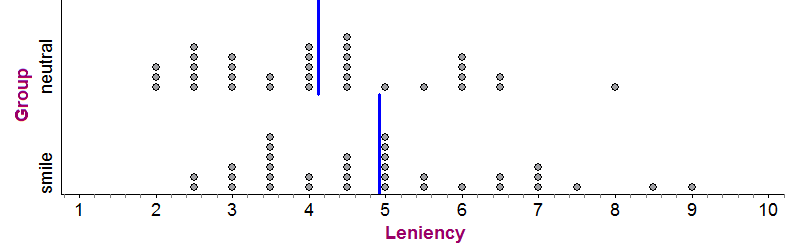 Group
neutral
smile
1 2 3 4 5 6 7 8 9 10
Leniency